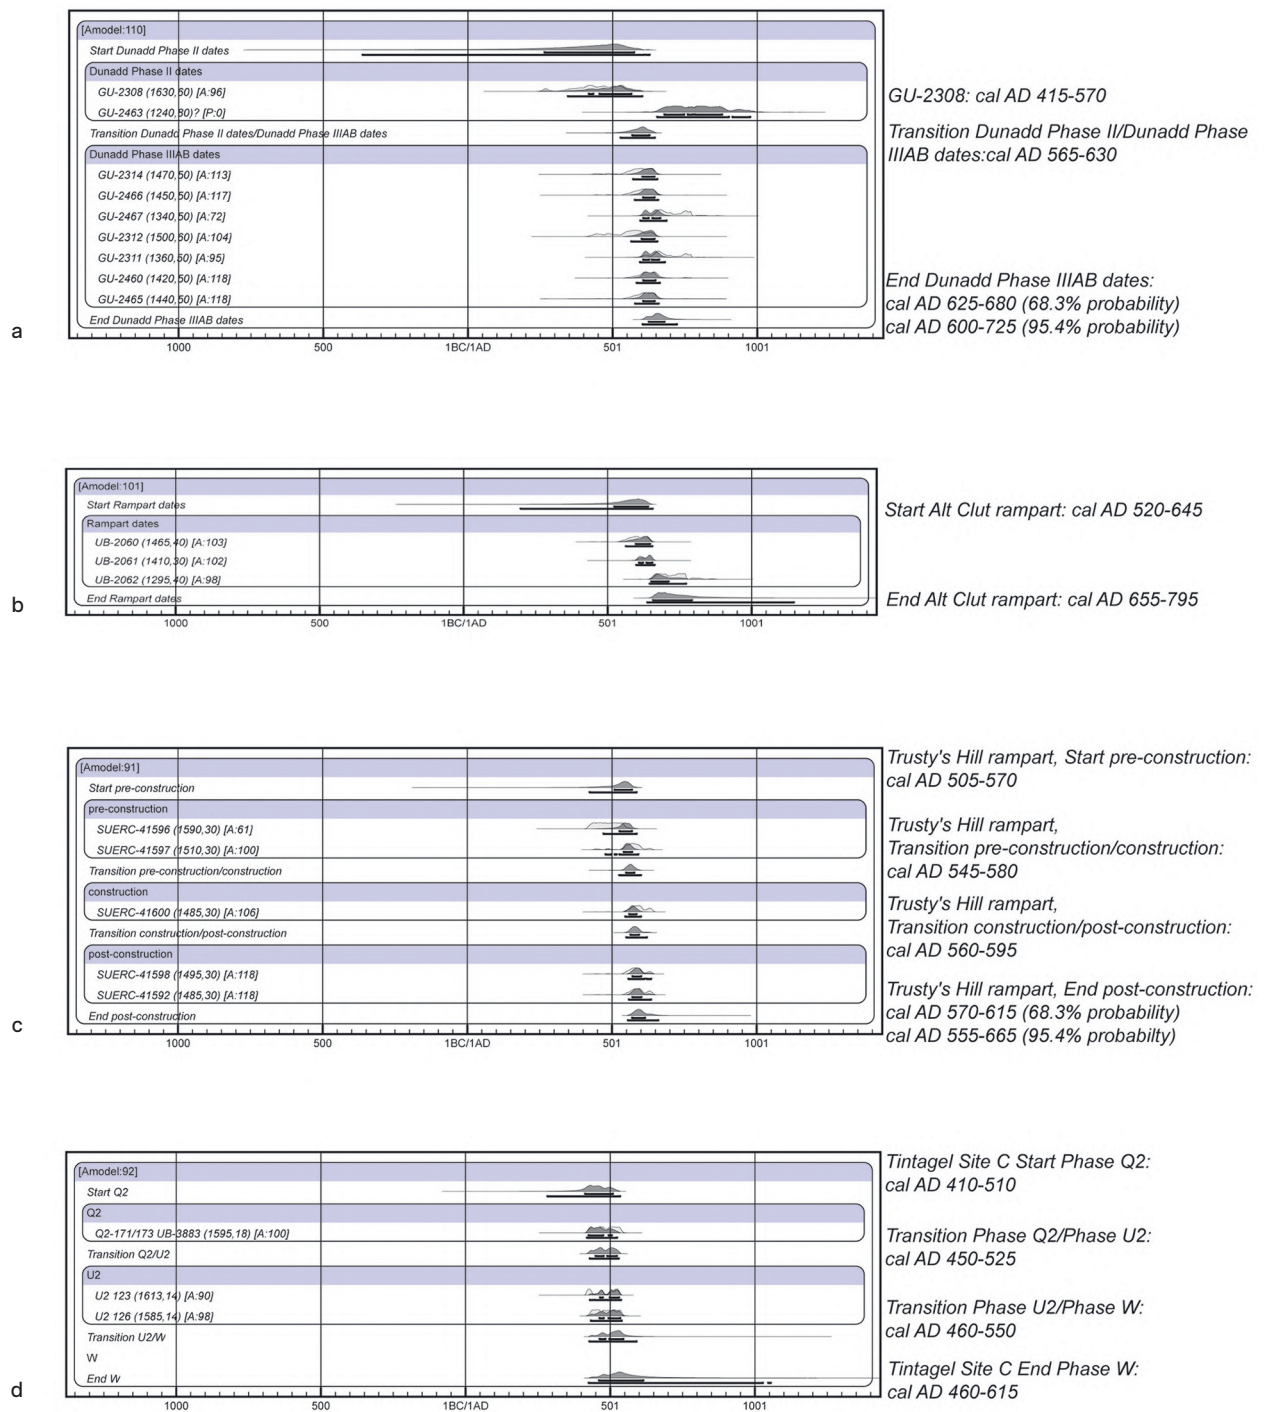 [Amodel:110]
Start Dunadd Phase II dates
Dunadd Phase II dates
GU-2308 (1630,60) [A:96]
GU-2463 (1240,80)? [P:0]
Transition Dunadd Phase II dates/Dunadd Phase IIIAB dates
Dunadd Phase IIIAB dates
GU-2314 (1470,50) [A:113]
GU-2466 (1450,50) [A:117]
GU-2467 (1340,50) [A:72]
GU-2312 (1500,60) [A:104]
GU-2311 (1360,50) [A:95]
GU-2460 (1420,50) [A:118]
GU-2465 (1440,50) [A:118]
End Dunadd Phase IIIAB dates
1000 500 1BC/1AD 501 1001
GU-2308: cal AD 415-570
Transition Dunadd Phase II/Dunadd Phase
IIIAB dates:cal AD 565-630
End Dunadd Phase IIIAB dates:
cal AD 625-680 (68.3% probability)
cal AD 600-725 (95.4% probability)
a
[Amodel:101]
Start Rampart dates
Rampart dates
UB-2060 (1465,40) [A:103]
UB-2061 (1410,30) [A:102]
UB-2062 (1295,40) [A:98]
End Rampart dates
1000 500 1BC/1AD 501 1001
Start Alt Clut rampart: cal AD 520-645
End Alt Clut rampart: cal AD 655-795
b
[Amodel:91]
Start pre-construction
pre-construction
SUERC-41596 (1590,30) [A:61]
SUERC-41597 (1510,30) [A:100]
Transition pre-construction/construction
construction
SUERC-41600 (1485,30) [A:106]
Transition construction/post-construction
post-construction
SUERC-41598 (1495,30) [A:118]
SUERC-41592 (1485,30) [A:118]
End post-construction
1000 500 1BC/1AD 501 1001
Trusty's Hill rampart, Start pre-construction:
cal AD 505-570
Trusty's Hill rampart,
Transition pre-construction/construction:
cal AD 545-580
Trusty's Hill rampart,
Transition construction/post-construction:
cal AD 560-595
Trusty's Hill rampart, End post-construction:
cal AD 570-615 (68.3% probability)
cal AD 555-665 (95.4% probabilty)
c
[Amodel:92]
Start Q2
Q2
Q2-171/173 UB-3883 (1595,18) [A:100]
Transition Q2/U2
U2
U2 123 (1613,14) [A:90]
U2 126 (1585,14) [A:98]
Transition U2/W
W
End W
1000 500 1BC/1AD 501 1001
Tintagel Site C Start Phase Q2:
cal AD 410-510
Transition Phase Q2/Phase U2:
cal AD 450-525
Transition Phase U2/Phase W:
cal AD 460-550
Tintagel Site C End Phase W:
cal AD 460-615
d